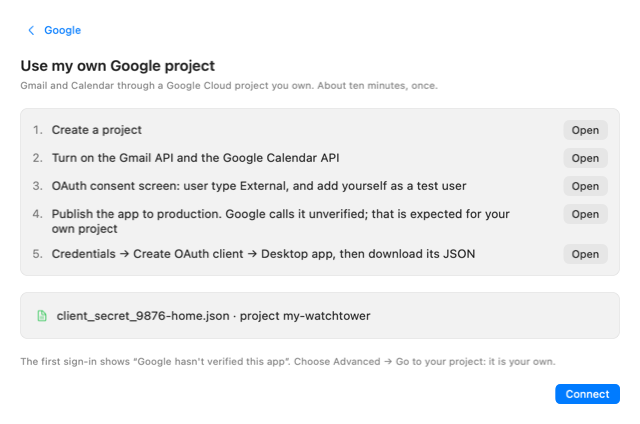 Google
Use my own Google project
Gmail and Calendar through a Google Cloud project you own. About ten minutes, once.
1. Create a project Open
2. Turn on the Gmail API and the Google Calendar API Open
3. OAuth consent screen: user type External, and add yourself as a test user Open
4. Publish the app to production. Google calls it unverified; that is expected for your Open
own project
5. Credentials → Create OAuth client → Desktop app, then download its JSON Open
client_secret_9876-home.json · project my-watchtower
The first sign-in shows “Google hasn't verified this app”. Choose Advanced → Go to your project: it is your own.
Connect